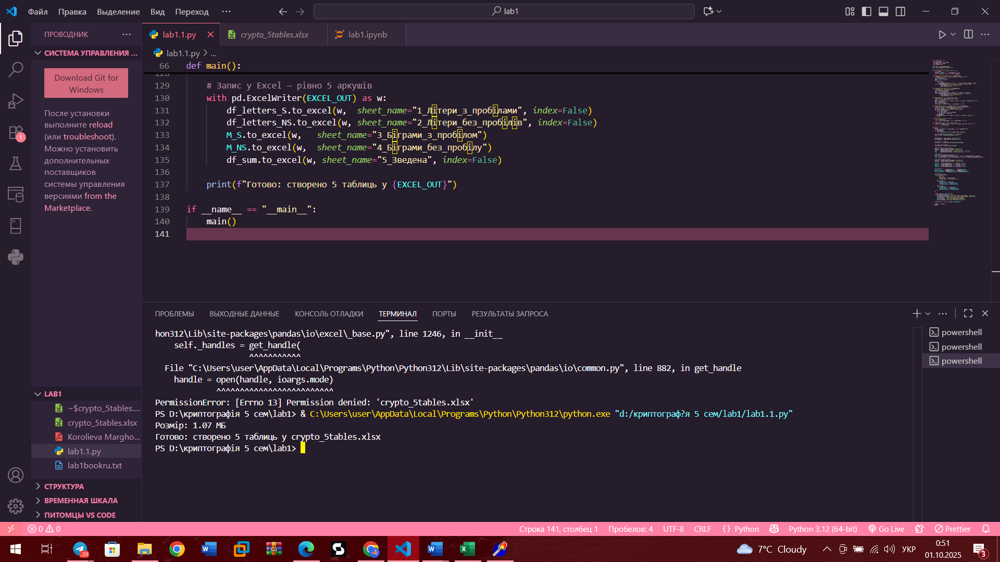 Файл Правка Выделение Вид Переход ··· lab1
ПРОВОДНИК ···
СИСТЕМА УПРАВЛЕНИЯ ...
Download Git for
Windows
После установки
выполните reload
(или troubleshoot).
Можно установить
дополнительных
поставщиков
системы управления
версиями from the
Marketplace.
1
LAB1
~$crypto_5tables....
crypto_5tables.xlsx
Korolieva Margho...
lab1.1.py
lab1bookru.txt
СТРУКТУРА
ВРЕМЕННАЯ ШКАЛА
ПИТОМЦЫ VS CODE
lab1.1.py crypto_5tables.xlsx lab1.ipynb
lab1.1.py > ...
66 def main():
128
129 # Запис у Excel — рівно 5 аркушів
130 with pd.ExcelWriter(EXCEL_OUT) as w:
131 df_letters_S.to_excel(w,  sheet_name="1_Літери_з_пробілами", index=False)
132 df_letters_NS.to_excel(w, sheet_name="2_Літери_без_пробілів", index=False)
133 M_S.to_excel(w,   sheet_name="3_Біграми_з_пробілом")
134 M_NS.to_excel(w,  sheet_name="4_Біграми_без_пробілу")
135 df_sum.to_excel(w, sheet_name="5_Зведена", index=False)
136
137 print(f"Готово: створено 5 таблиць у {EXCEL_OUT}")
138
139 if __name__ == "__main__":
140 main()
141
ПРОБЛЕМЫ ВЫХОДНЫЕ ДАННЫЕ КОНСОЛЬ ОТЛАДКИ ТЕРМИНАЛ ПОРТЫ РЕЗУЛЬТАТЫ ЗАПРОСА
hon312\Lib\site-packages\pandas\io\excel\_base.py", line 1246, in __init__
self._handles = get_handle(
^^^^^^^^^^^
File "C:\Users\user\AppData\Local\Programs\Python\Python312\Lib\site-packages\pandas\io\common.py", line 882, in get_handle
handle = open(handle, ioargs.mode)
^^^^^^^^^^^^^^^^^^^^^^^^^
PermissionError: [Errno 13] Permission denied: 'crypto_5tables.xlsx'
PS D:\криптографія 5 сем\lab1> & C:\Users\user\AppData\Local\Programs\Python\Python312\python.exe "d:/криптограф?я 5 сем/lab1/lab1.1.py"
Розмір: 1.07 МБ
Готово: створено 5 таблиць у crypto_5tables.xlsx
PS D:\криптографія 5 сем\lab1>
powershell
powershell
powershell
0 0 Строка 141, столбец 1 Пробелов: 4 UTF-8 CRLF {} Python Python 3.12 (64-bit) Go Live Prettier
..09 7°C Cloudy УКР 0:51
01.10.2025 3